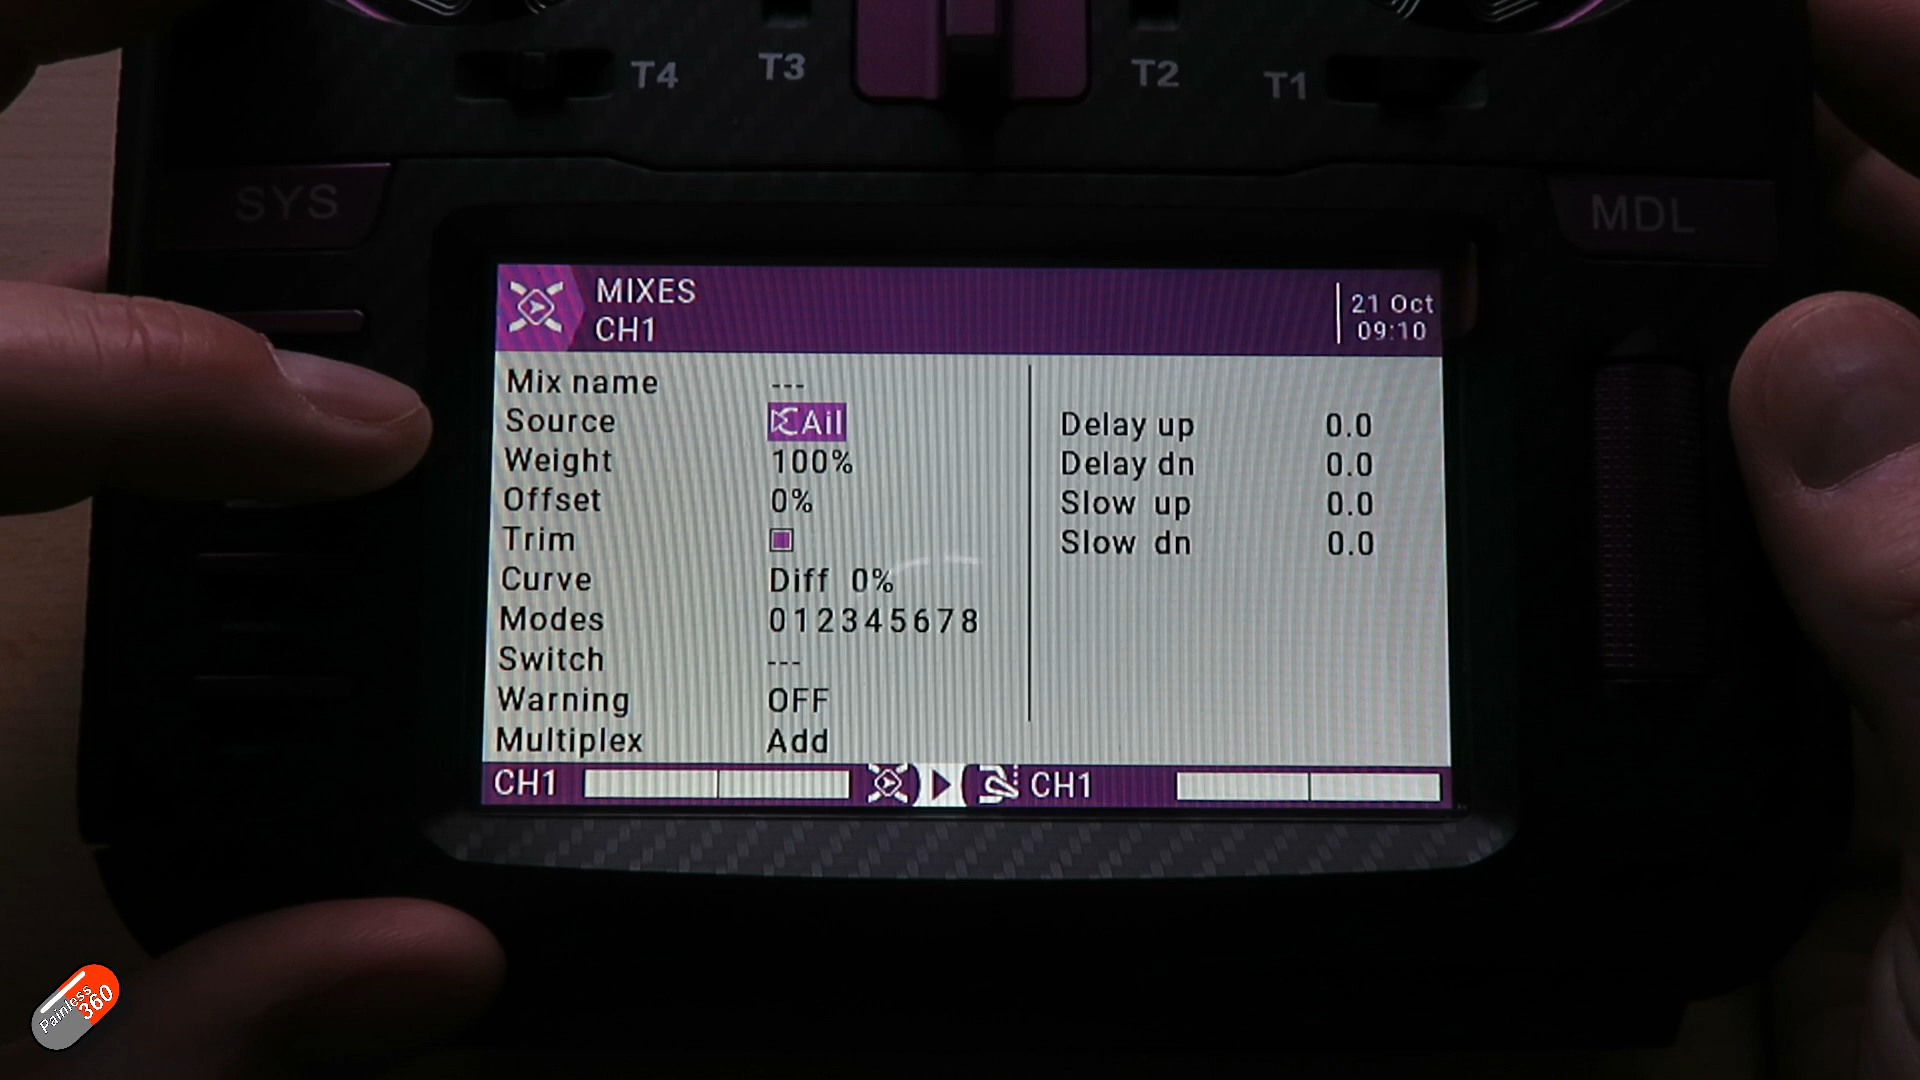 T4 T3 T2 T1
SYS
MDL
MIXES
CH1
21 Oct
09:10
Mix name ---
Source Ail
Weight 100%
Offset 0%
Trim
Curve Diff 0%
Modes 012345678
Switch ---
Warning OFF
Multiplex Add
Delay up 0.0
Delay dn 0.0
Slow up 0.0
Slow dn 0.0
CH1 CH1
Painless
360